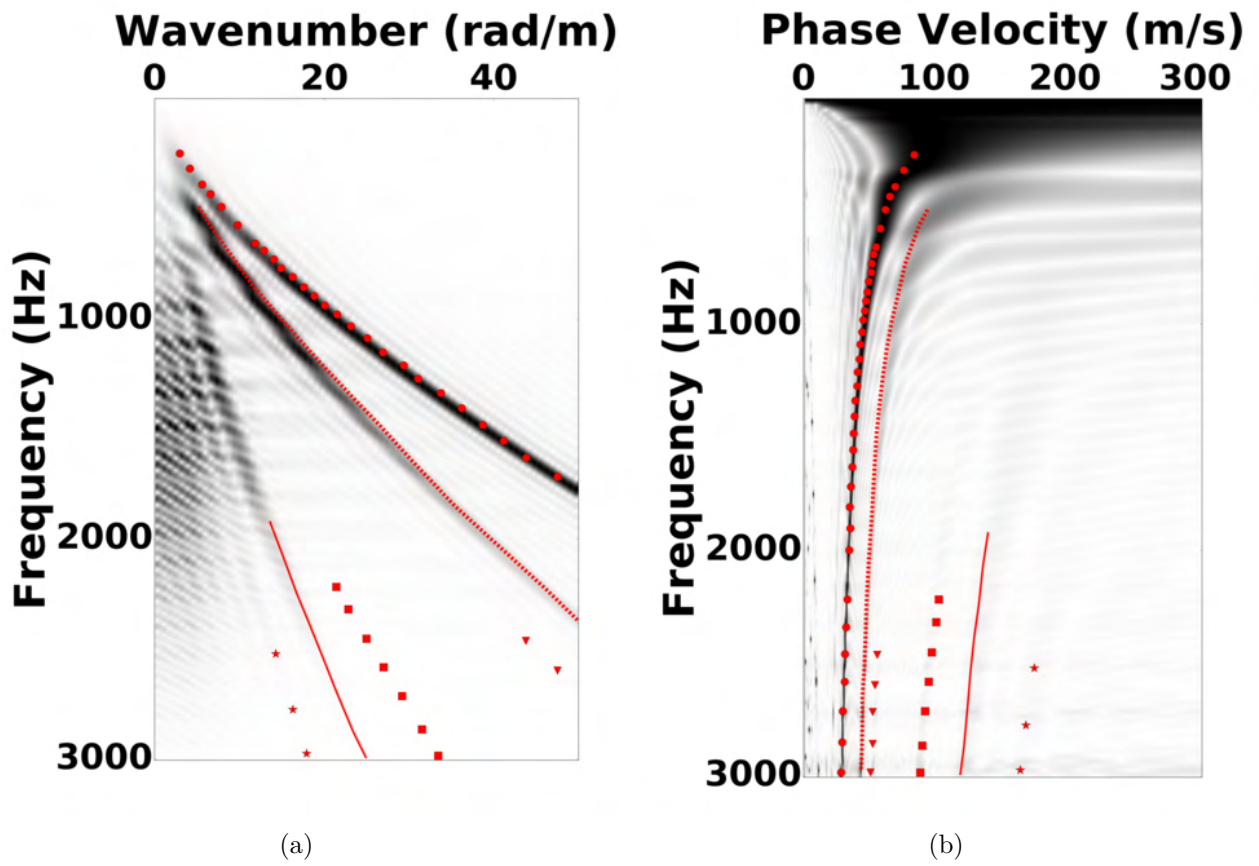 Wavenumber (rad/m)
0 20 40
Frequency (Hz)
1000
2000
3000
(a)
Phase Velocity (m/s)
0 100 200 300
Frequency (Hz)
1000
2000
3000
(b)